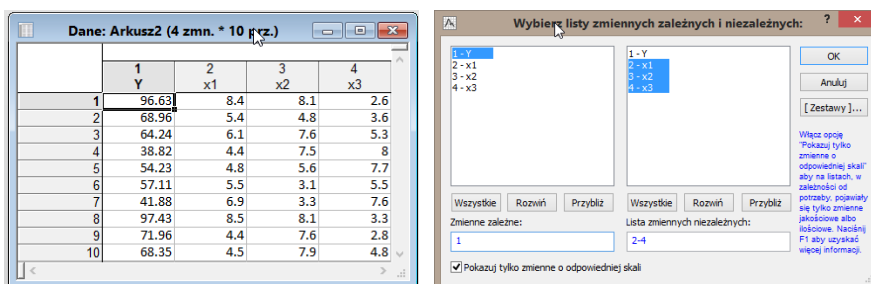 Dane: Arkusz2 (4 zmn. * 10 prz.)
1 2 3 4
Y x1 x2 x3
1 96.63 8.4 8.1 2.6
2 68.96 5.4 4.8 3.6
3 64.24 6.1 7.6 5.3
4 38.82 4.4 7.5 8
5 54.23 4.8 5.6 7.7
6 57.11 5.5 3.1 5.5
7 41.88 6.9 3.3 7.6
8 97.43 8.5 8.1 3.3
9 71.96 4.4 7.6 2.8
10 68.35 4.5 7.9 4.8
Wybierz listy zmiennych zależnych i niezależnych:
1 - Y
2 - x1
3 - x2
4 - x3
Wszystkie Rozwiń Przybliż
Zmienne zależne:
1
1 - Y
2 - x1
3 - x2
4 - x3
Wszystkie Rozwiń Przybliż
Lista zmiennych niezależnych:
2-4
Pokazuj tylko zmienne o odpowiedniej skali
OK
Anuluj
[ Zestawy ]...
Włącz opcję
"Pokazuj tylko
zmienne o
odpowiedniej skali"
aby na listach, w
zależności od
potrzeby, pojawiały
się tylko zmienne
jakościowe albo
ilościowe. Naciśnij
F1 aby uzyskać
więcej informacji.